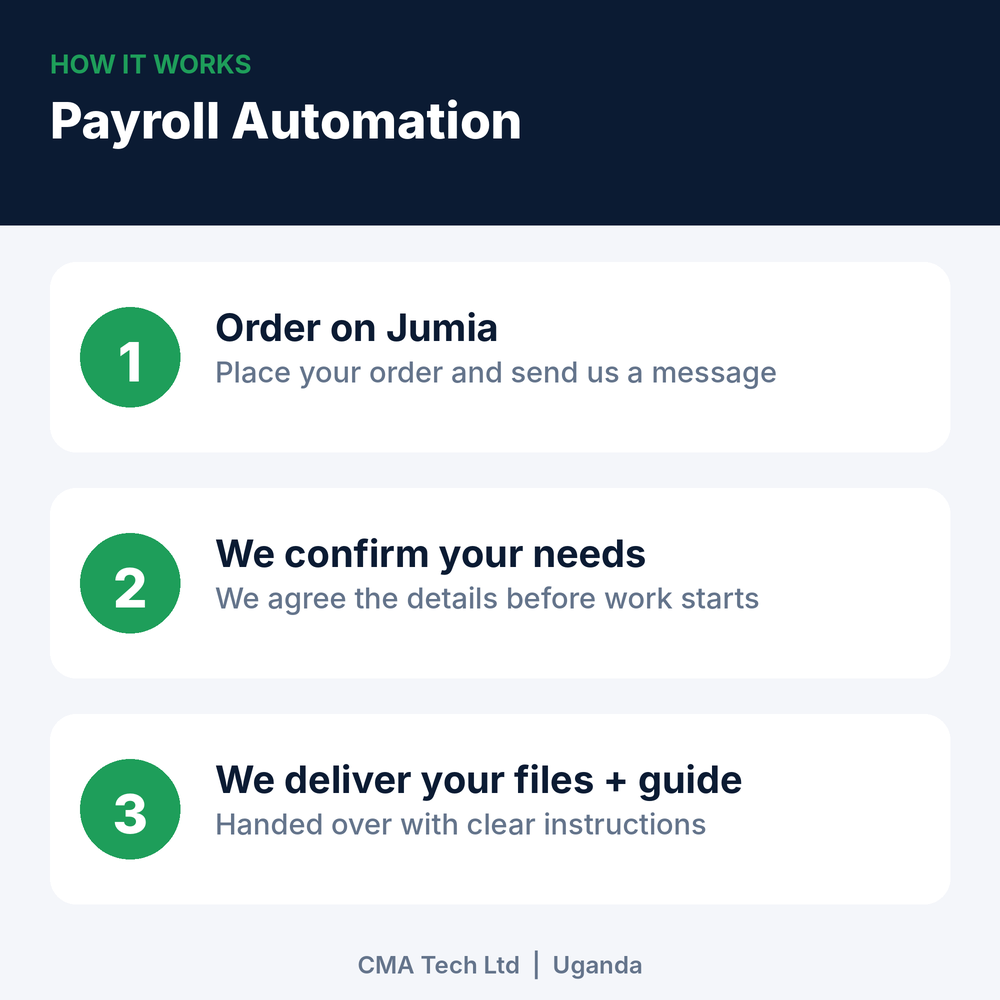 HOW IT WORKS
Payroll Automation
1
Order on Jumia
Place your order and send us a message
2
We confirm your needs
We agree the details before work starts
3
We deliver your files + guide
Handed over with clear instructions
CMA Tech Ltd | Uganda